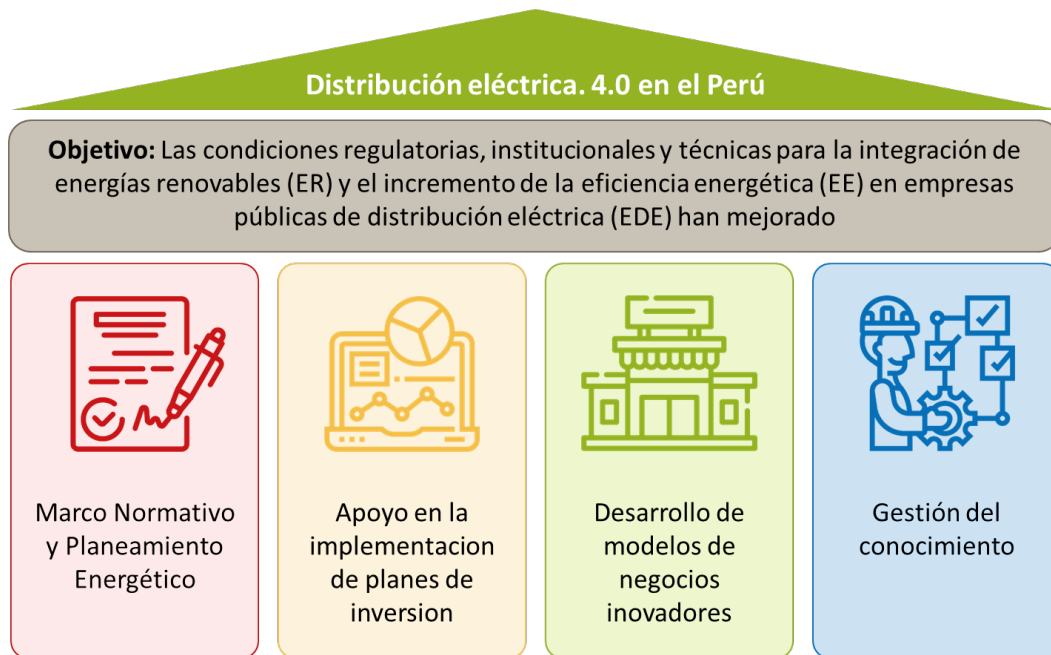 Distribución eléctrica. 4.0 en el Perú
Objetivo: Las condiciones regulatorias, institucionales y técnicas para la integración de
energías renovables (ER) y el incremento de la eficiencia energética (EE) en empresas
públicas de distribución eléctrica (EDE) han mejorado
Marco Normativo
y Planeamiento
Energético
Apoyo en la
implementacion
de planes de
inversion
Desarrollo de
modelos de
negocios
inovadores
Gestión del
conocimiento